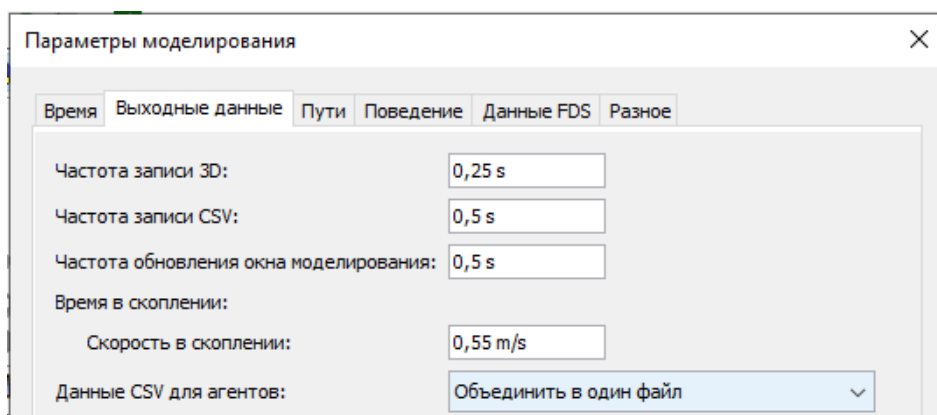 Параметры моделирования
Время Выходные данные Пути Поведение Данные FDS Разное
Частота записи 3D: 0,25 s
Частота записи CSV: 0,5 s
Частота обновления окна моделирования: 0,5 s
Время в скоплении:
Скорость в скоплении: 0,55 m/s
Данные CSV для агентов: Объединить в один файл